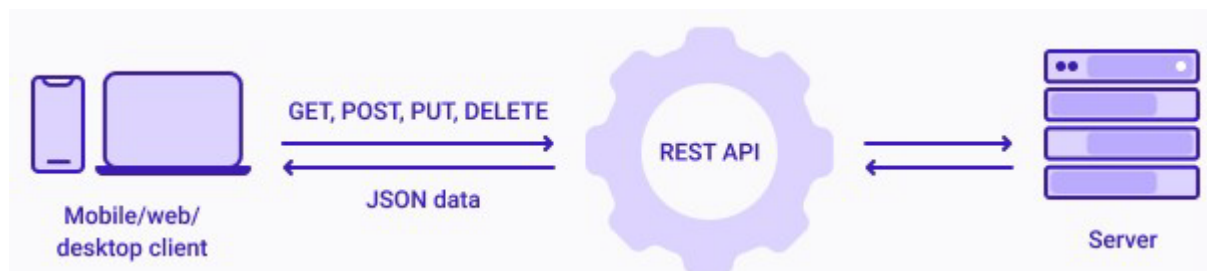 GET, POST, PUT, DELETE
JSON data
Mobile/web/
desktop client
REST API
Server